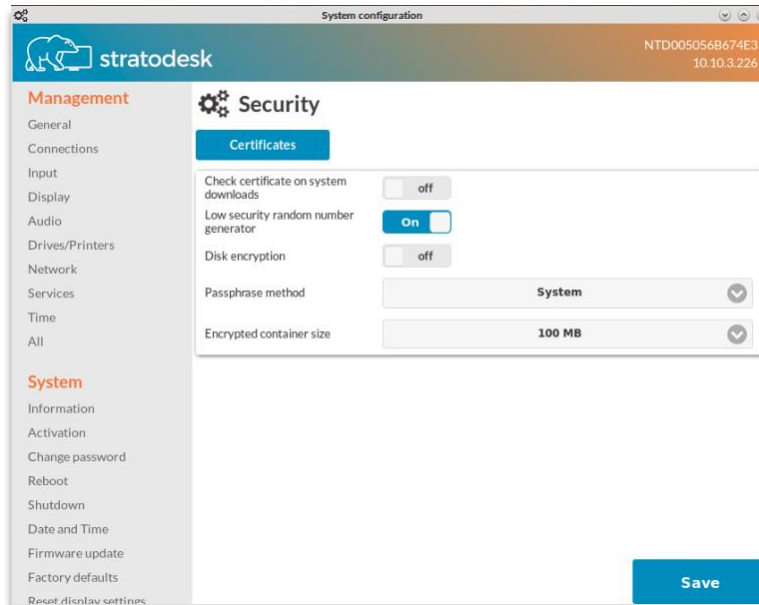 System configuration
stratodesk
NTD005056B674E3
10.10.3.226
Management
General
Connections
Input
Display
Audio
Drives/Printers
Network
Services
Time
All
System
Information
Activation
Change password
Reboot
Shutdown
Date and Time
Firmware update
Factory defaults
Reset display settings
Security
Certificates
Check certificate on system
downloads
off
Low security random number
generator
On
Disk encryption
off
Passphrase method
System
Encrypted container size
100 MB
Save